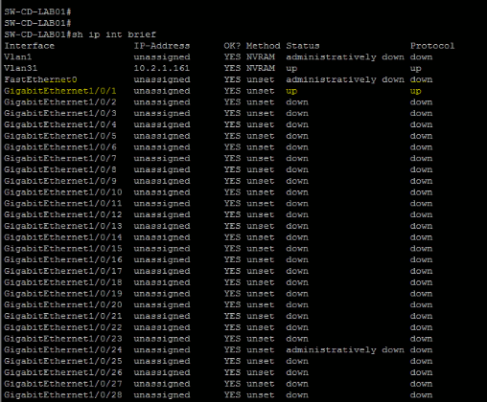 SW-CD-LAB01#
SW-CD-LAB01#
SW-CD-LAB01#sh ip int brief
Interface IP-Address OK? Method Status Protocol
Vlan1 unassigned YES NVRAM administratively down down
Vlan31 10.2.1.161 YES NVRAM up up
FastEthernet0 unassigned YES unset administratively down down
GigabitEthernet1/0/1 unassigned YES unset up up
GigabitEthernet1/0/2 unassigned YES unset down down
GigabitEthernet1/0/3 unassigned YES unset down down
GigabitEthernet1/0/4 unassigned YES unset down down
GigabitEthernet1/0/5 unassigned YES unset down down
GigabitEthernet1/0/6 unassigned YES unset down down
GigabitEthernet1/0/7 unassigned YES unset down down
GigabitEthernet1/0/8 unassigned YES unset down down
GigabitEthernet1/0/9 unassigned YES unset down down
GigabitEthernet1/0/10 unassigned YES unset down down
GigabitEthernet1/0/11 unassigned YES unset down down
GigabitEthernet1/0/12 unassigned YES unset down down
GigabitEthernet1/0/13 unassigned YES unset down down
GigabitEthernet1/0/14 unassigned YES unset down down
GigabitEthernet1/0/15 unassigned YES unset down down
GigabitEthernet1/0/16 unassigned YES unset down down
GigabitEthernet1/0/17 unassigned YES unset down down
GigabitEthernet1/0/18 unassigned YES unset down down
GigabitEthernet1/0/19 unassigned YES unset down down
GigabitEthernet1/0/20 unassigned YES unset down down
GigabitEthernet1/0/21 unassigned YES unset down down
GigabitEthernet1/0/22 unassigned YES unset down down
GigabitEthernet1/0/23 unassigned YES unset down down
GigabitEthernet1/0/24 unassigned YES unset administratively down down
GigabitEthernet1/0/25 unassigned YES unset down down
GigabitEthernet1/0/26 unassigned YES unset down down
GigabitEthernet1/0/27 unassigned YES unset down down
GigabitEthernet1/0/28 unassigned YES unset down down